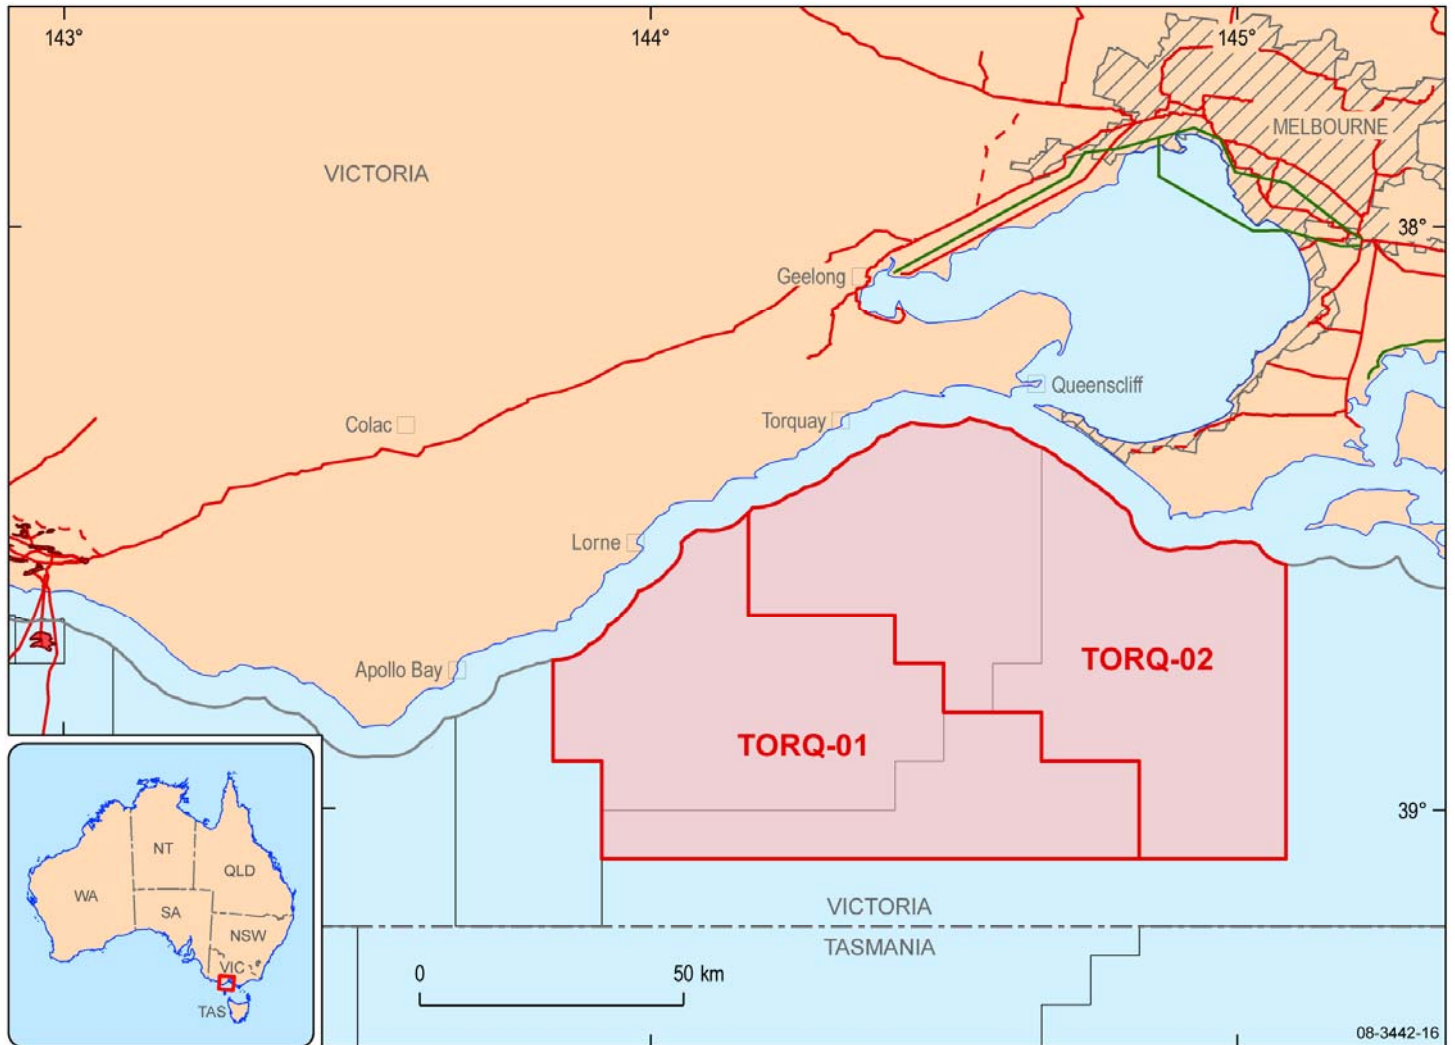 143°
144°
145°
MELBOURNE
VICTORIA
38°
Geelong
Queenscliff
Torquay
Colac
Lorne
TORQ-02
Apollo Bay
TORQ-01
39°
NT
QLD
WA
SA
NSW
VIC
TAS
VICTORIA
TASMANIA
0 50 km
08-3442-16